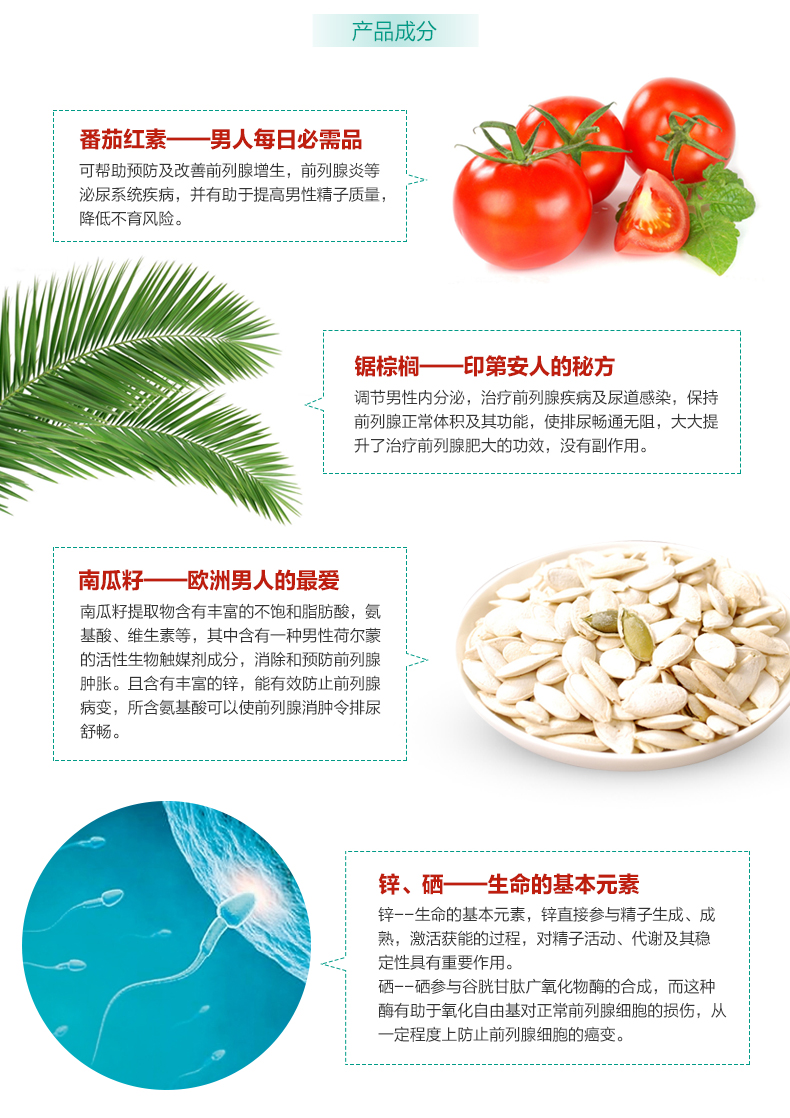 产品成分
番茄红素——男人每日必需品
可帮助预防及改善前列腺增生，前列腺炎等
泌尿系统疾病，并有助于提高男性精子质量，
降低不育风险。
锯棕榈——印第安人的秘方
调节男性内分泌，治疗前列腺疾病及尿道感染，保持
前列腺正常体积及其功能，使排尿畅通无阻，大大提
升了治疗前列腺肥大的功效，没有副作用。
南瓜籽——欧洲男人的最爱
南瓜籽提取物含有丰富的不饱和脂肪酸，氨
基酸、维生素等，其中含有一种男性荷尔蒙
的活性生物触媒剂成分，消除和预防前列腺
肿胀。且含有丰富的锌，能有效防止前列腺
病变，所含氨基酸可以使前列腺消肿令排尿
舒畅。
锌、硒——生命的基本元素
锌--生命的基本元素，锌直接参与精子生成、成
熟，激活获能的过程，对精子活动、代谢及其稳
定性具有重要作用。
硒--硒参与谷胱甘肽广氧化物酶的合成，而这种
酶有助于氧化自由基对正常前列腺细胞的损伤，从
一定程度上防止前列腺细胞的癌变。